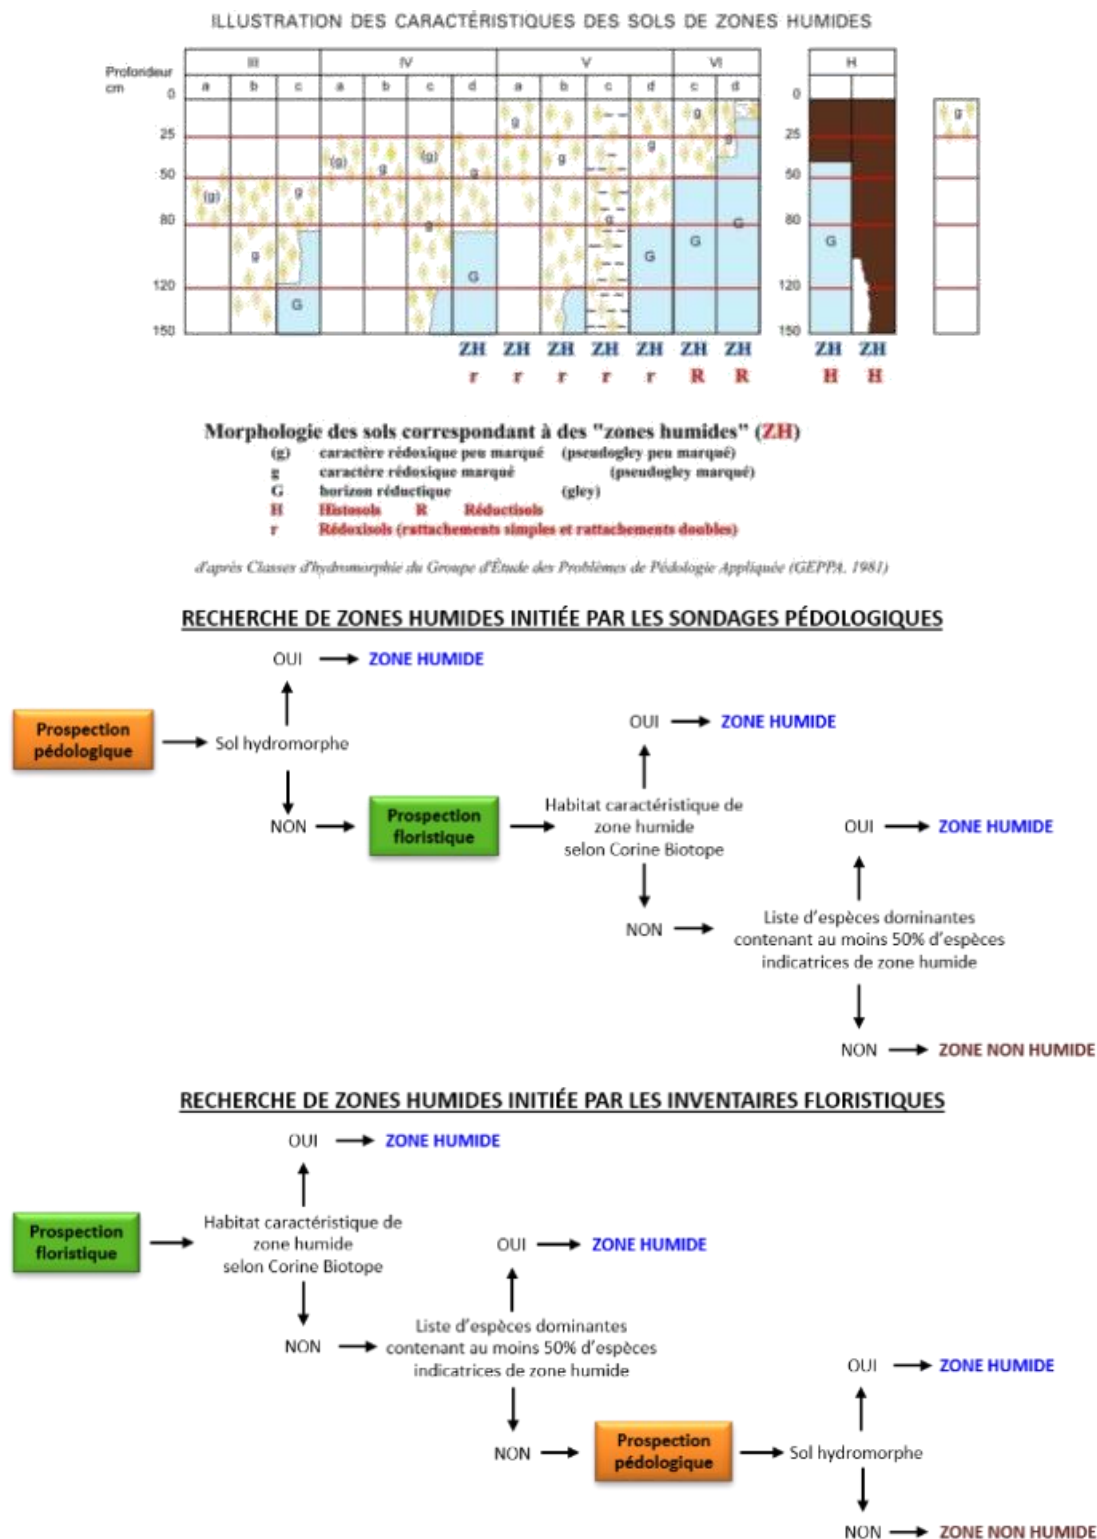 ILLUSTRATION DES CARACTÉRISTIQUES DES SOLS DE ZONES HUMIDES
III IV V VI H
Profondeur
cm
a b c a b c d a b c d c d
0 0
g g
25 25
(g) g (g) g g g g
50 50
(g) g g
80 80
g g g G G G G
120 120
G G
150 150
ZH ZH ZH ZH ZH ZH ZH ZH ZH
r r r r r R R H H
Morphologie des sols correspondant à des "zones humides" (ZH)
(g) caractère rédoxique peu marqué (pseudogley peu marqué)
g caractère rédoxique marqué (pseudogley marqué)
G horizon réductique (gley)
H Histosols R Réductisols
r Rédoxisols (rattachements simples et rattachements doubles)
d'après Classes d'hydromorphie du Groupe d'Étude des Problèmes de Pédologie Appliquée (GEPPA, 1981)
RECHERCHE DE ZONES HUMIDES INITIÉE PAR LES SONDAGES PÉDOLOGIQUES
OUI ZONE HUMIDE
Prospection
pédologique
Sol hydromorphe
OUI ZONE HUMIDE
NON
Prospection
floristique
Habitat caractéristique de
zone humide
selon Corine Biotope
OUI ZONE HUMIDE
NON
Liste d'espèces dominantes
contenant au moins 50% d'espèces
indicatrices de zone humide
NON ZONE NON HUMIDE
RECHERCHE DE ZONES HUMIDES INITIÉE PAR LES INVENTAIRES FLORISTIQUES
OUI ZONE HUMIDE
Prospection
floristique
Habitat caractéristique de
zone humide
selon Corine Biotope
OUI ZONE HUMIDE
NON
Liste d'espèces dominantes
contenant au moins 50% d'espèces
indicatrices de zone humide
OUI ZONE HUMIDE
NON
Prospection
pédologique
Sol hydromorphe
NON ZONE NON HUMIDE